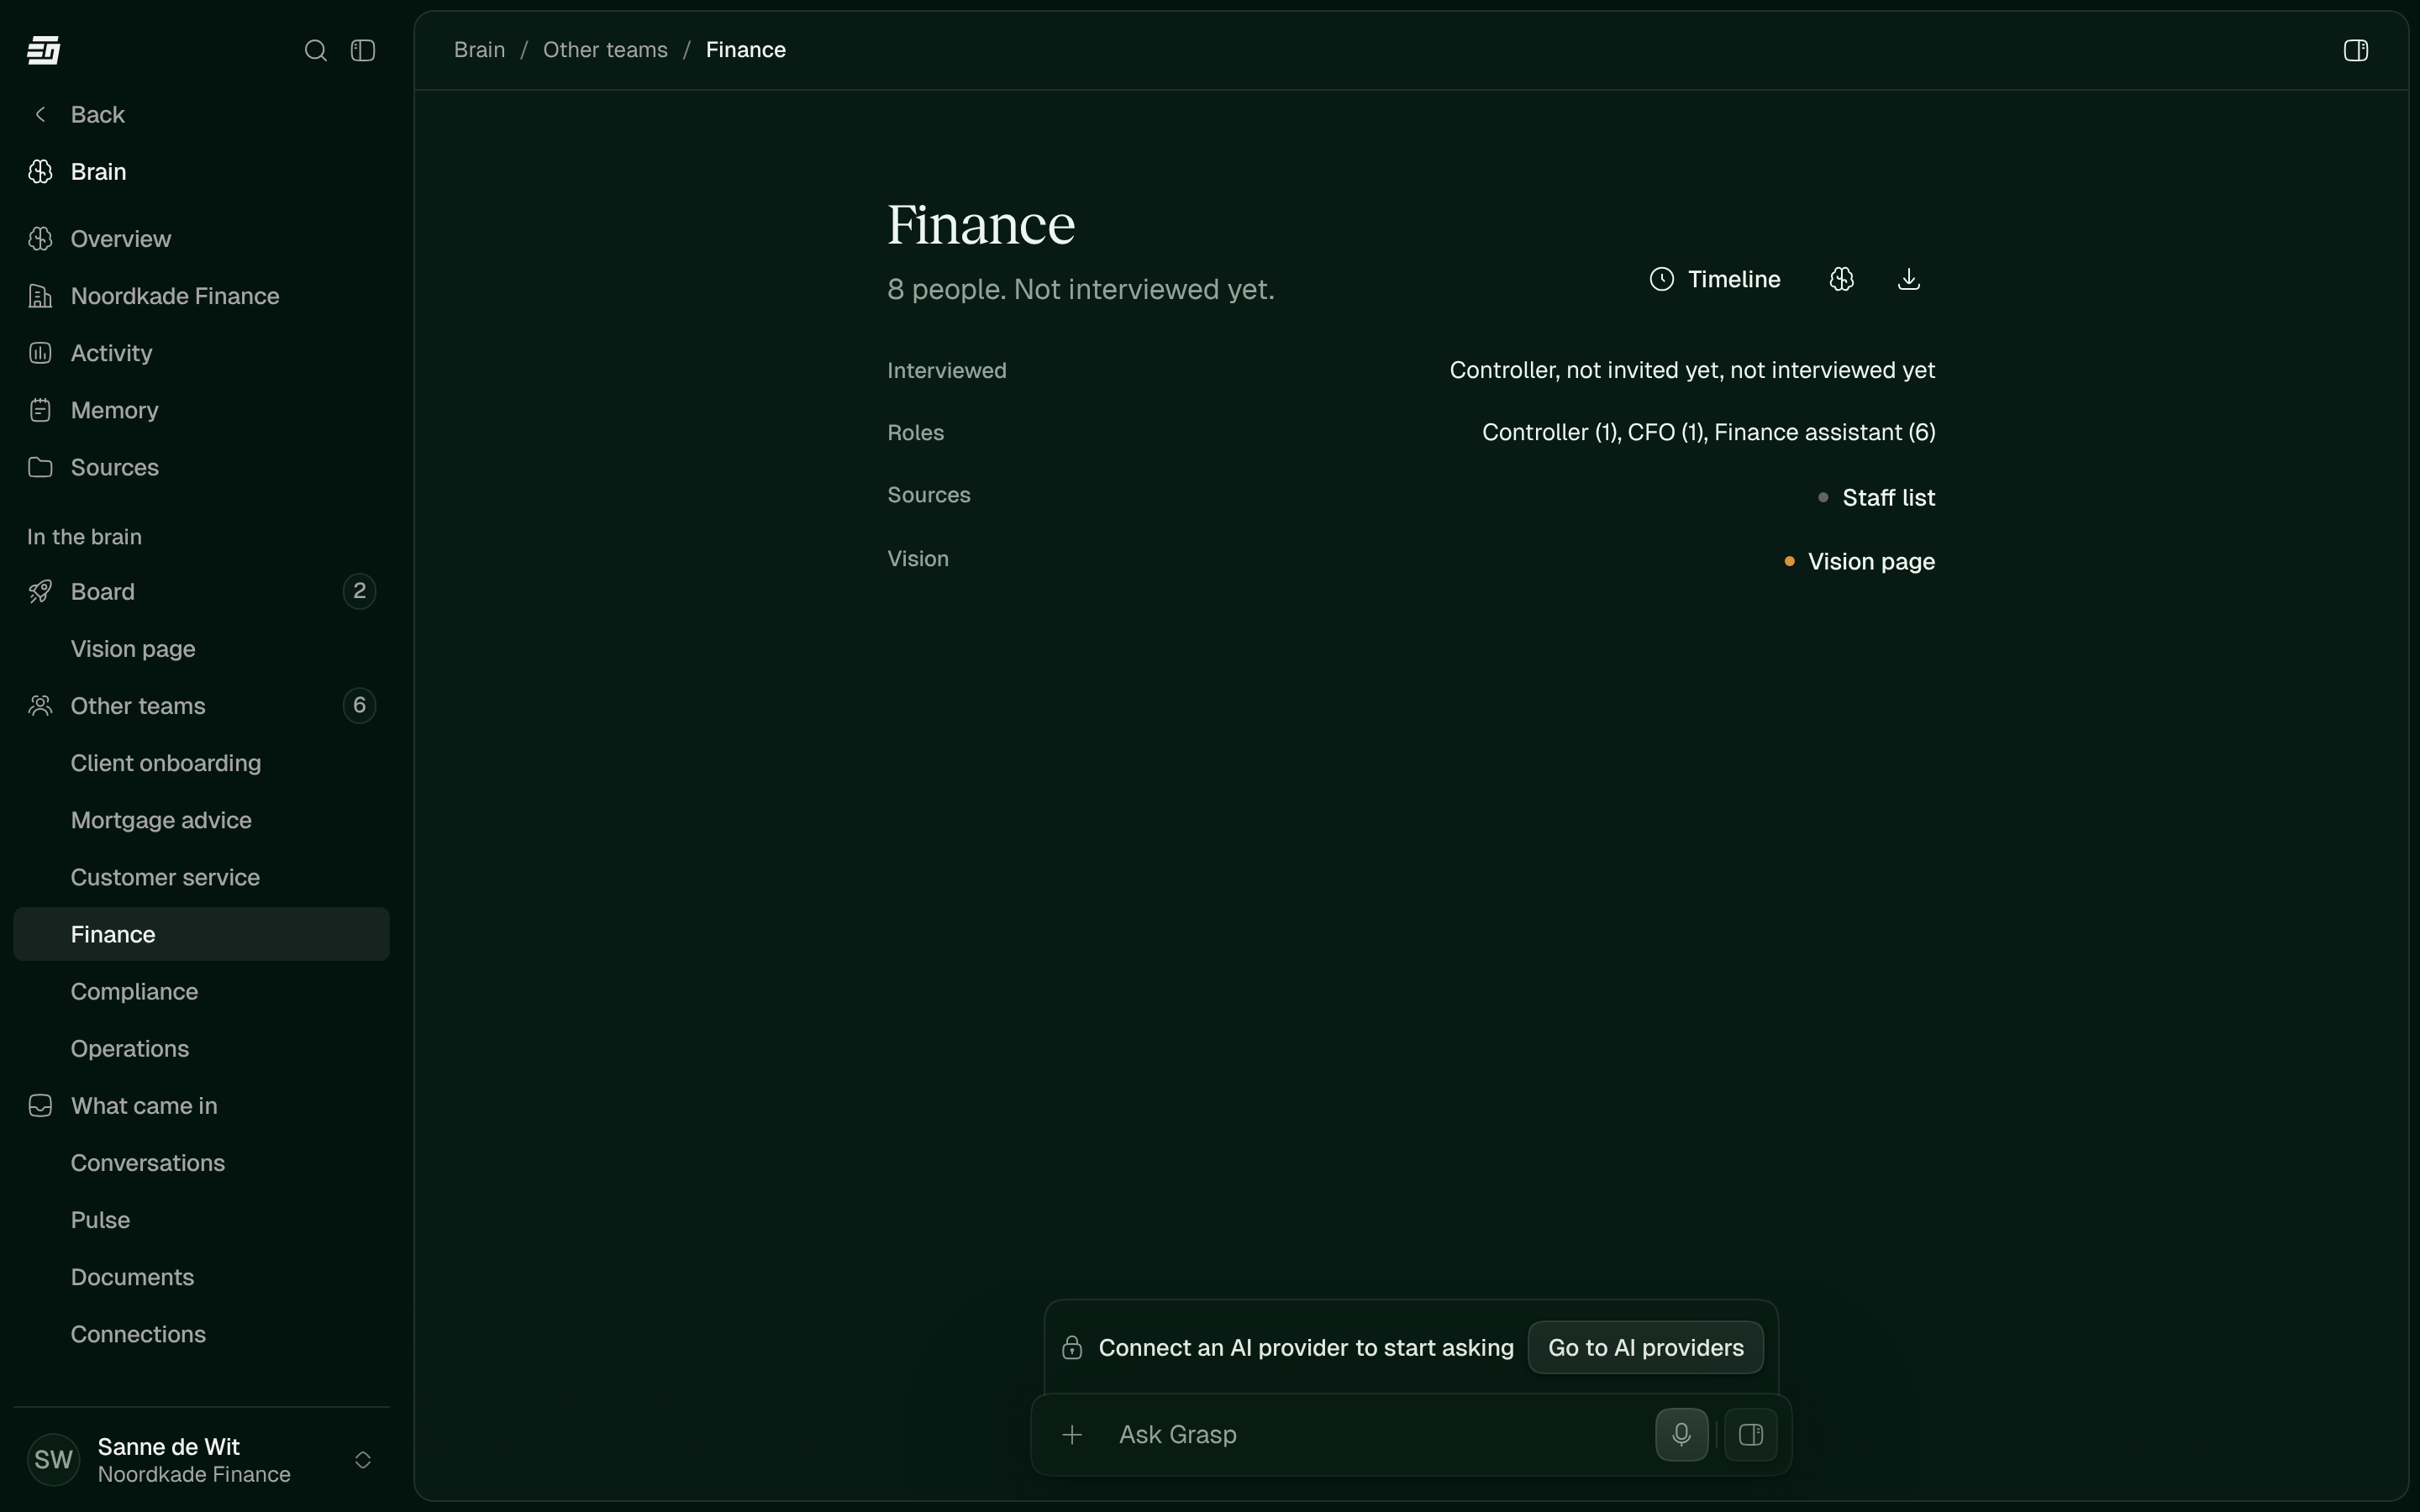 Back
Brain
Overview
Noordkade Finance
Activity
Memory
Sources
In the brain
Board 2
Vision page
Other teams 6
Client onboarding
Mortgage advice
Customer service
Finance
Compliance
Operations
What came in
Conversations
Pulse
Documents
Connections
SW
Sanne de Wit
Noordkade Finance
Brain / Other teams / Finance
Finance
8 people. Not interviewed yet.
Timeline
Interviewed Controller, not invited yet, not interviewed yet
Roles Controller (1), CFO (1), Finance assistant (6)
Sources Staff list
Vision Vision page
Connect an AI provider to start asking Go to AI providers
Ask Grasp